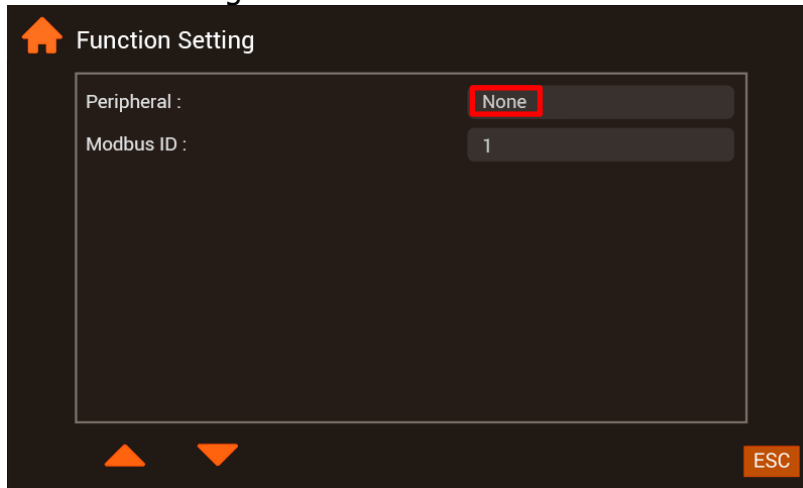 Function Setting
Peripheral : None
Modbus ID : 1
ESC